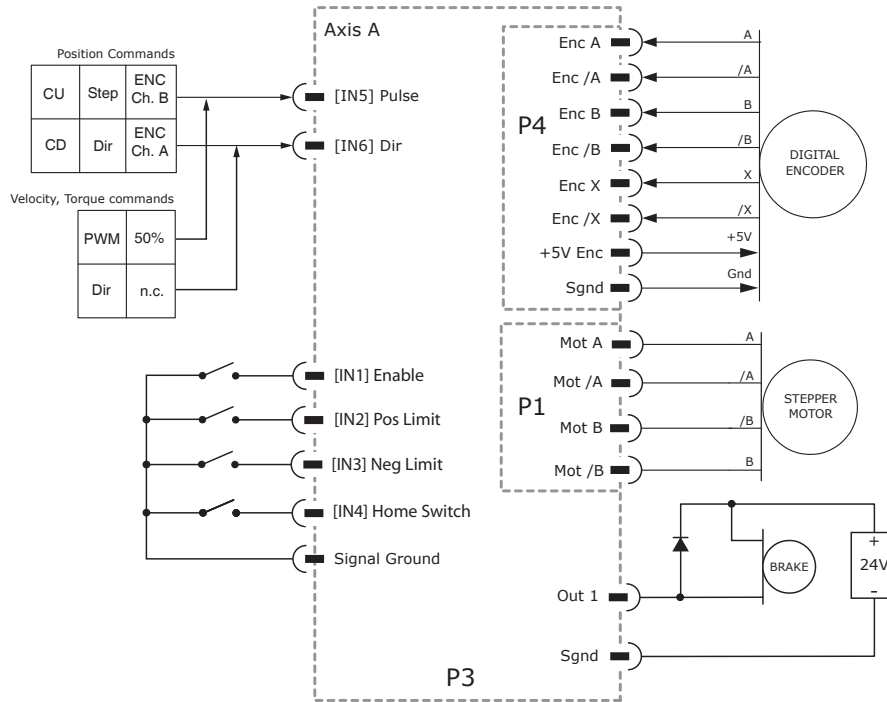 Axis A
Position Commands
CU Step ENC Ch. B
CD Dir ENC Ch. A
[IN5] Pulse
[IN6] Dir
Velocity, Torque commands
PWM 50%
Dir n.c.
[IN1] Enable
[IN2] Pos Limit
[IN3] Neg Limit
[IN4] Home Switch
Signal Ground
P4
Enc A A
Enc /A /A
Enc B B
Enc /B /B
Enc X X
Enc /X /X
+5V Enc +5V
Sgnd Gnd
DIGITAL
ENCODER
P1
Mot A A
Mot /A /A
Mot B /B
Mot /B B
STEPPER
MOTOR
Out 1
BRAKE
+
24V
-
Sgnd
P3